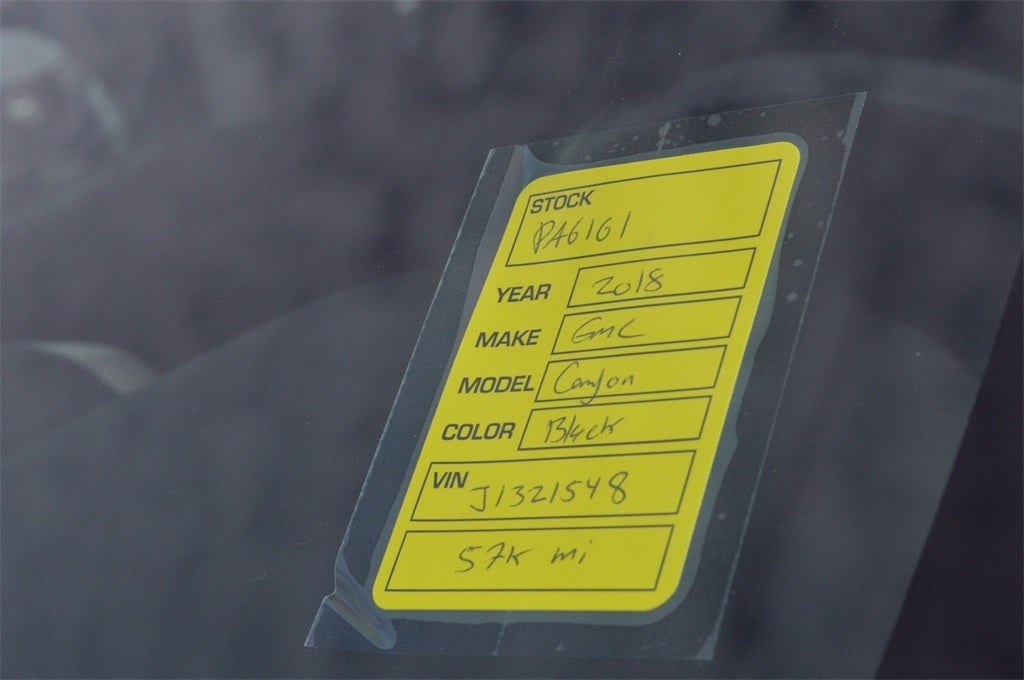 STOCK
PA6161
YEAR 2018
MAKE GMC
MODEL Canyon
COLOR Black
VIN J1321548
57K mi